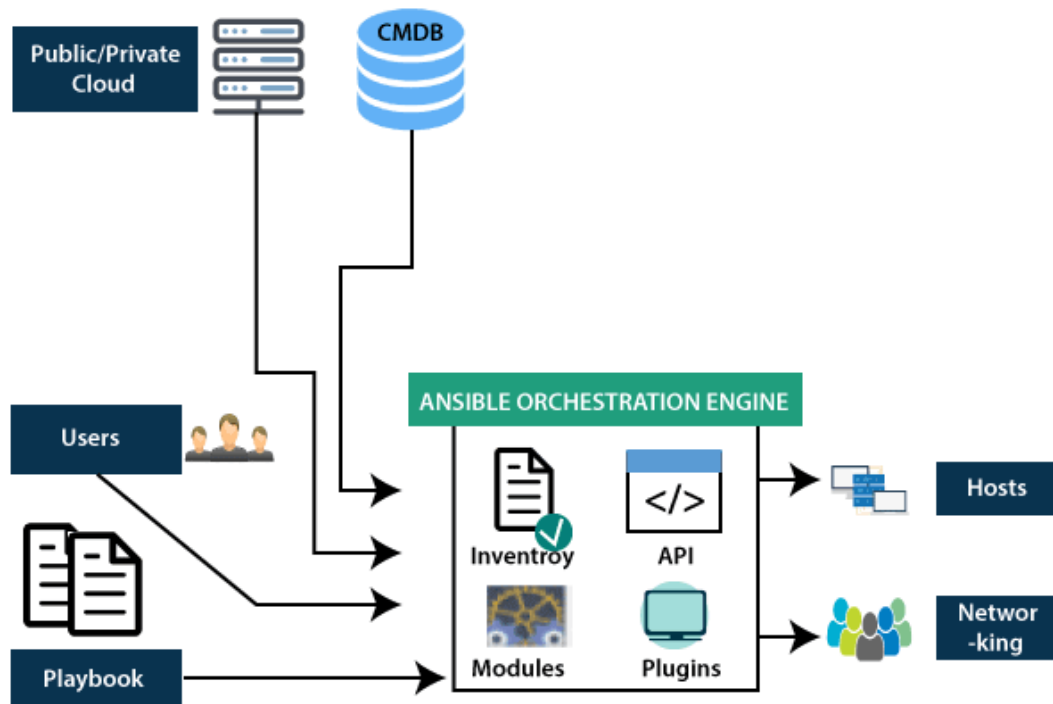 Public/Private
Cloud
CMDB
ANSIBLE ORCHESTRATION ENGINE
Users
Hosts
</>
Inventroy
API
Networ
-king
Modules
Plugins
Playbook